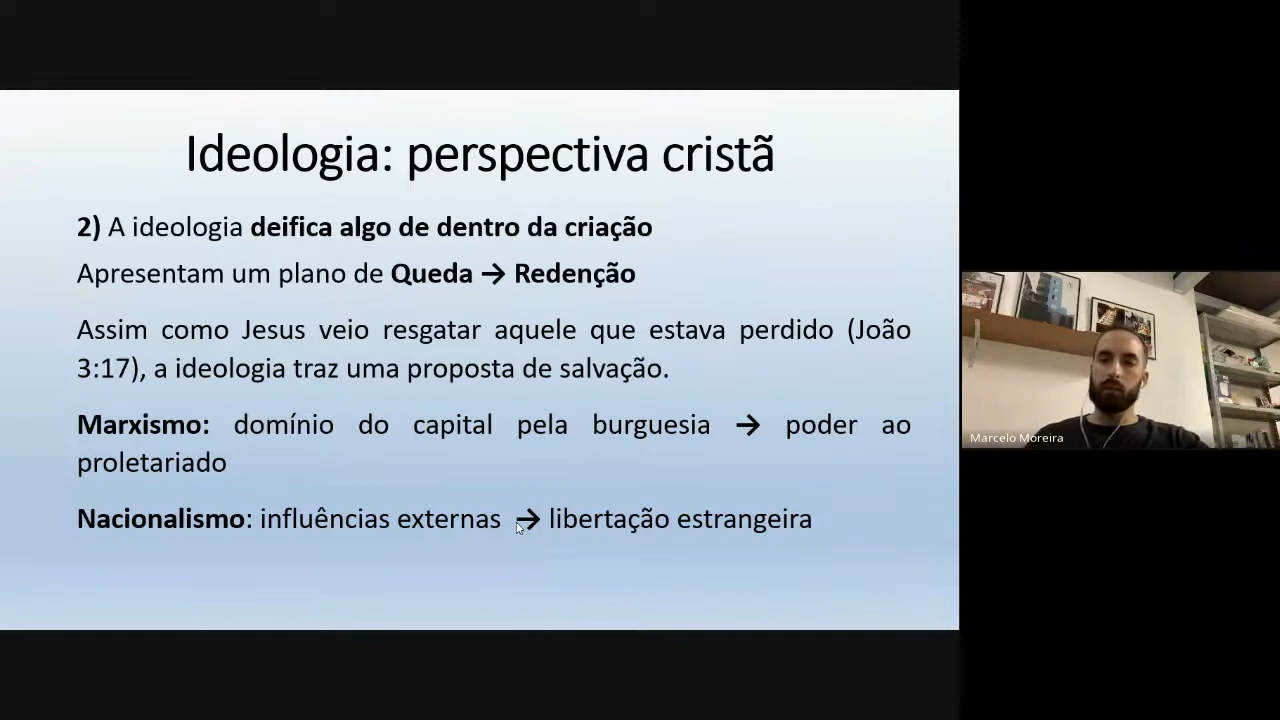 Ideologia: perspectiva cristã
2) A ideologia deifica algo de dentro da criação
Apresentam um plano de Queda → Redenção
Assim como Jesus veio resgatar aquele que estava perdido (João
3:17), a ideologia traz uma proposta de salvação.
Marxismo: domínio do capital pela burguesia → poder ao
proletariado
Nacionalismo: influências externas → libertação estrangeira
Marcelo Moreira